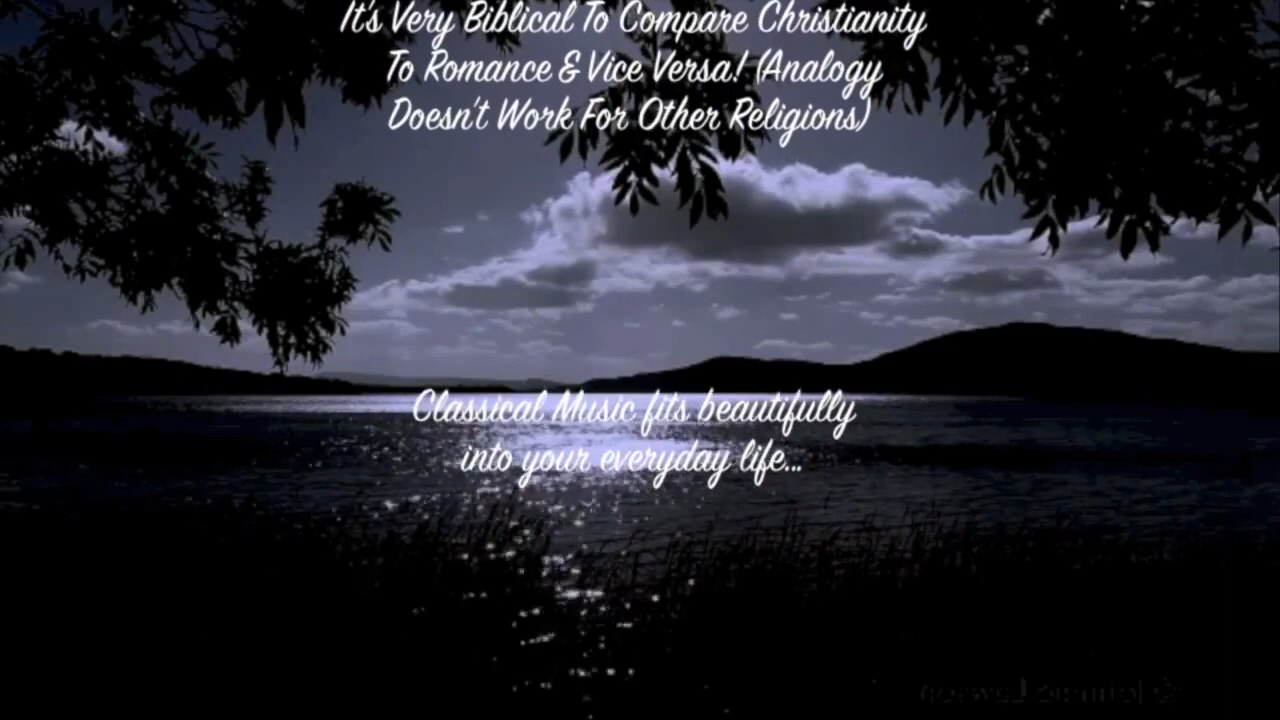 It's Very Biblical To Compare Christianity
To Romance & Vice Versa! (Analogy
Doesn't Work For Other Religions)
Classical Music fits beautifully
into your everyday life...